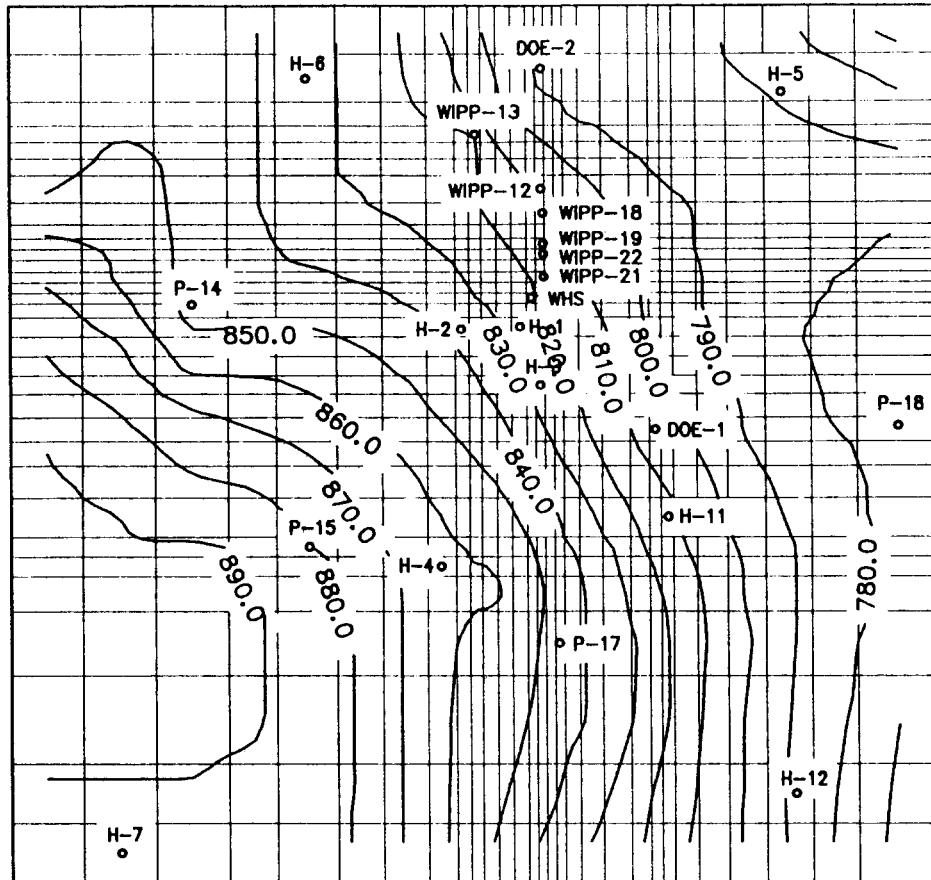 DOE-2
H-6
H-5
WIPP-13
WIPP-12
WIPP-18
WIPP-19
WIPP-22
WIPP-21
P-14
WHS
850.0
H-2
H-1
830.0
820.0
810.0
800.0
790.0
H-3
860.0
P-18
DOE-1
840.0
870.0
H-11
P-15
H-4
890.0
880.0
780.0
P-17
H-12
H-7